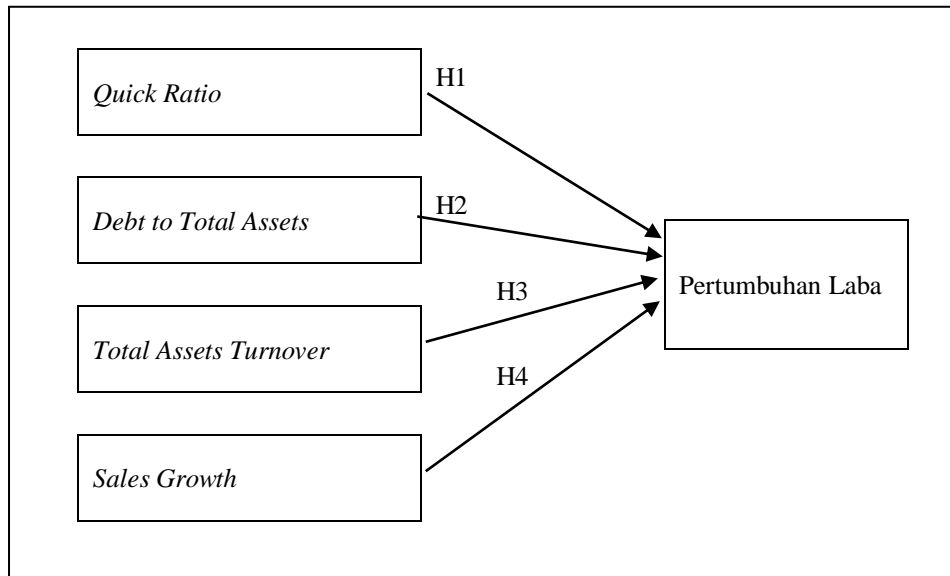 Quick Ratio
H1
Debt to Total Assets
H2
Total Assets Turnover
H3
Sales Growth
H4
Pertumbuhan Laba